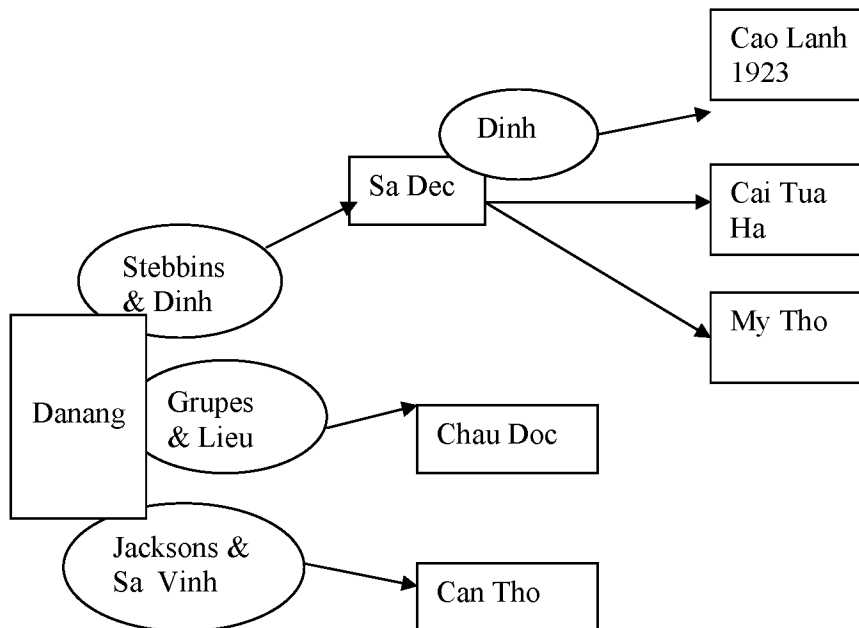 Cao Lanh
1923
Dinh
Sa Dec
Cai Tua
Ha
Stebbins
& Dinh
My Tho
Danang
Grupes
& Lieu
Chau Doc
Jacksons &
Sa Vinh
Can Tho